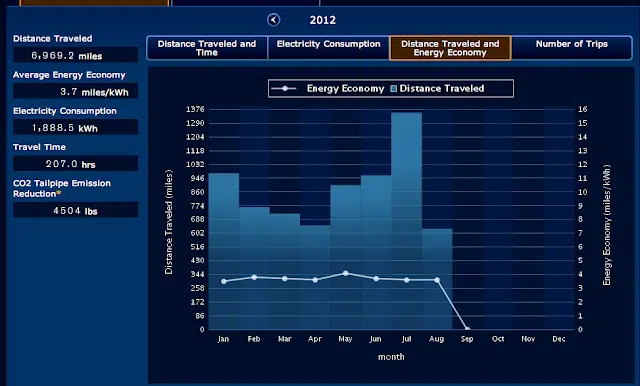 2012
Distance Traveled
6,969.2 miles
Average Energy Economy
3.7 miles/kWh
Electricity Consumption
1,888.5 kWh
Travel Time
207.0 hrs
CO2 Tailpipe Emission
Reduction*
4504 lbs
Distance Traveled and
Time
Electricity Consumption
Distance Traveled and
Energy Economy
Number of Trips
Energy Economy Distance Traveled
Distance Traveled (miles)
1376
1290
1204
1118
1032
946
860
774
688
602
516
430
344
258
172
86
0
16
15
14
13
12
11
10
9
8
7
6
5
4
3
2
1
0
Energy Economy (miles/kWh)
Jan Feb Mar Apr May Jun Jul Aug Sep Oct Nov Dec
month